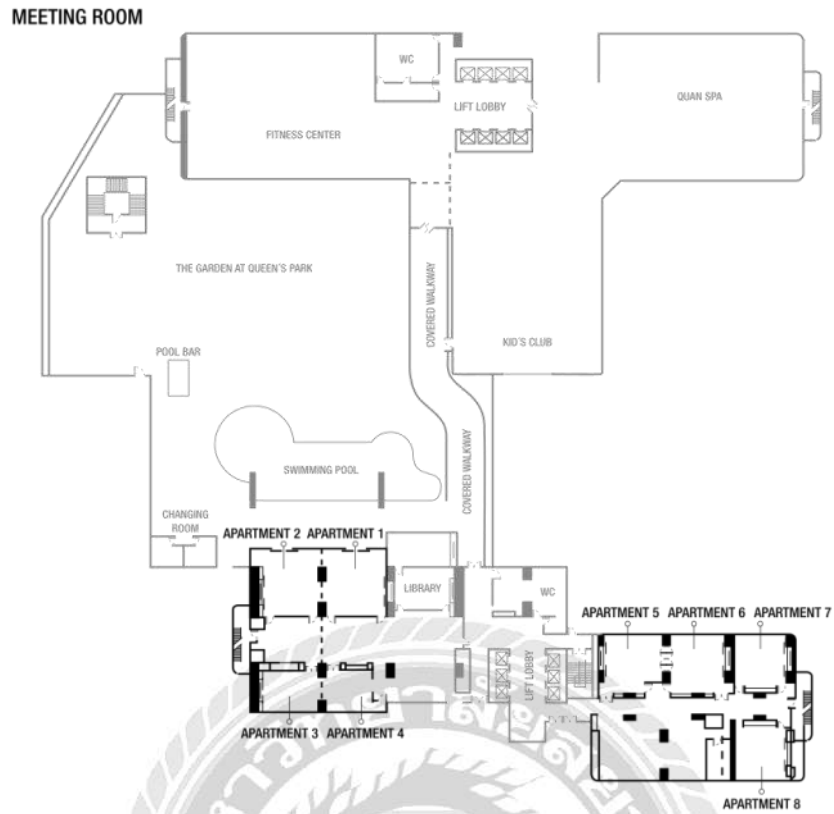 MEETING ROOM
WC
LIFT LOBBY
QUAN SPA
FITNESS CENTER
THE GARDEN AT QUEEN'S PARK
COVERED WALKWAY
POOL BAR
KID'S CLUB
SWIMMING POOL
COVERED WALKWAY
CHANGING
ROOM
APARTMENT 2 APARTMENT 1
LIBRARY
WC
APARTMENT 5 APARTMENT 6 APARTMENT 7
LIFT LOBBY
APARTMENT 3 APARTMENT 4
APARTMENT 8